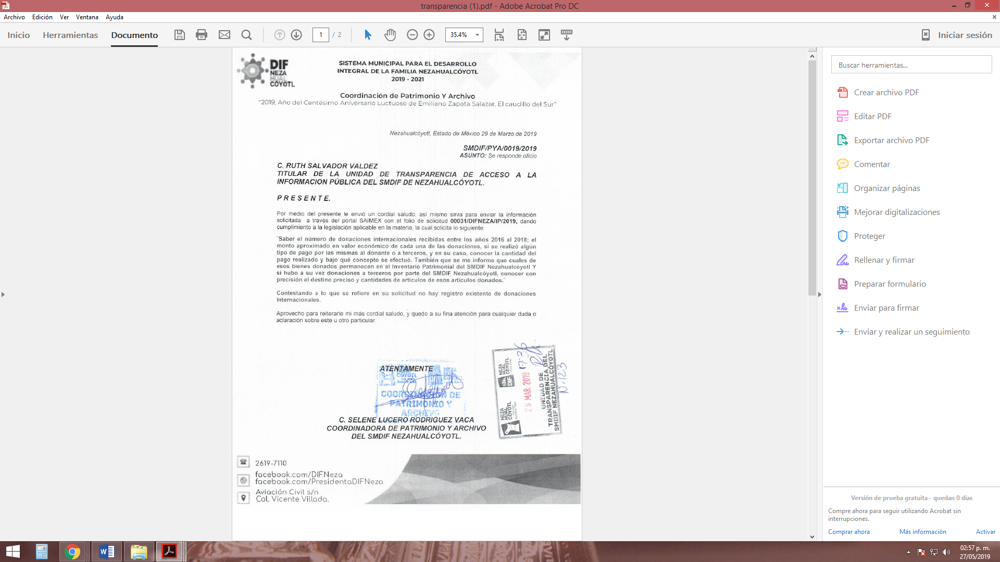 transparencia (1).pdf - Adobe Acrobat Pro DC
Archivo Edición Ver Ventana Ayuda
Inicio Herramientas Documento 1 / 2 35.4% Iniciar sesión
DIF
NEZA
HUAL
COYOTL
SISTEMA MUNICIPAL PARA EL DESARROLLO
INTEGRAL DE LA FAMILIA NEZAHUALCÓYOTL
2019 - 2021
Coordinación de Patrimonio Y Archivo
"2019, Año del Centésimo Aniversario Luctuoso de Emiliano Zapata Salazar, El caudillo del Sur"
Nezahualcóyotl, Estado de México 29 de Marzo de 2019
SMDIF/PYA/0019/2019
ASUNTO: Se responde oficio
C. RUTH SALVADOR VALDEZ
TITULAR DE LA UNIDAD DE TRANSPARENCIA DE ACCESO A LA
INFORMACION PÚBLICA DEL SMDIF DE NEZAHUALCÓYOTL.
P R E S E N T E.
Por medio del presente le envió un cordial saludo, así mismo sirva para enviar la información
solicitada a través del portal SAIMEX con el folio de solicitud 00031/DIFNEZA/IP/2019, dando
cumplimiento a la legislación aplicable en la materia, la cual solicita lo siguiente:
"Saber el número de donaciones internacionales recibidas entre los años 2016 al 2018; el
monto aproximado en valor económico de cada una de las donaciones, si se realizó algún
tipo de pago por las mismas al donante o a terceros, y en su caso, conocer la cantidad del
pago realizado y bajo qué concepto se efectuó. También que se me informe que cuales de
esos bienes donados permanecen en el Inventario Patrimonial del SMDIF Nezahualcóyotl Y
si hubo a su vez donaciones a terceros por parte del SMDIF Nezahualcóyotl, conocer con
precisión el destino preciso y cantidades de artículos de esos artículos donados."
Contestando a lo que se refiere en su solicitud no hay registro existente de donaciones
Internacionales.
Aprovecho para reiterarle mi más cordial saludo, y quedo a su fina atención para cualquier duda o
aclaración sobre este u otro particular.
ATENTAMENTE
COORDINACIÓN DE
PATRIMONIO Y
ARCHIVO
C. SELENE LUCERO RODRIGUEZ VACA
COORDINADORA DE PATRIMONIO Y ARCHIVO
DEL SMDIF NEZAHUALCÓYOTL.
NEZA
HUAL
COYOTL
NEZA
HUAL
COYOTL
DIF
29 MAR 2019 17:36
UNIDAD DE
TRANSPARENCIA DEL
SMDIF NEZAHUALCÓYOTL
N.123
2619-7110
facebook.com/DIFNeza
facebook.com/PresidentaDIFNeza
Aviación Civil s/n
Col. Vicente Villada.
Buscar herramientas...
Crear archivo PDF
Editar PDF
Exportar archivo PDF
Comentar
Organizar páginas
Mejorar digitalizaciones
Proteger
Rellenar y firmar
Preparar formulario
Enviar para firmar
Enviar y realizar un seguimiento
Versión de prueba gratuita - quedan 0 días
Compre ahora para seguir utilizando Acrobat sin
interrupciones.
Comprar ahora Más información Activar
02:57 p. m.
27/05/2019